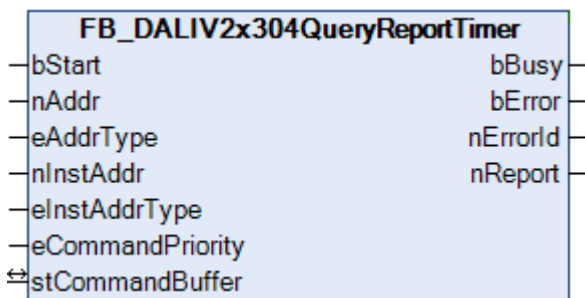 FB_DALIV2x304QueryReportTimer
bStart bBusy
nAddr bError
eAddrType nErrorId
nInstAddr nReport
eInstAddrType
eCommandPriority
stCommandBuffer